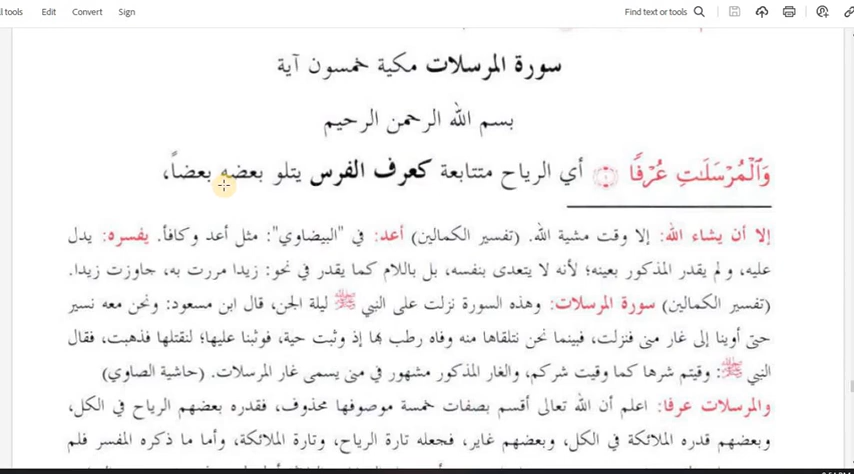 tools Edit Convert Sign Find text or tools
سورة المرسلات مكية خمسون آية
بسم الله الرحمن الرحيم
وَٱلْمُرْسَلَٰتِ عُرْفًا ۝١ أي الرياح متتابعة كعرف الفرس يتلو بعضه بعضاً،
إلا أن يشاء الله: إلا وقت مشية الله. (تفسير الكمالين) أعد: في "البيضاوي": مثل أعد وكافأ. يفسره: يدل
عليه، ولم يقدر المذكور بعينه؛ لأنه لا يتعدى بنفسه، بل باللام كما يقدر في نحو: زيدا مررت به، جاوزت زيدا.
(تفسير الكمالين) سورة المرسلات: وهذه السورة نزلت على النبي ﷺ ليلة الجن، قال ابن مسعود: ونحن معه نسير
حتى أوينا إلى غار منى فنزلت، فبينما نحن نتلقاها منه وفاه رطب بها إذ وثبت حية، فوثبنا عليها؛ لنقتلها فذهبت، فقال
النبي ﷺ: وقيتم شرها كما وقيت شركم، والغار المذكور مشهور في منى يسمى غار المرسلات. (حاشية الصاوي)
والمرسلات عرفا: اعلم أن الله تعالى أقسم بصفات خمسة موصوفها محذوف، فقدره بعضهم الرياح في الكل،
وبعضهم قدره الملائكة في الكل، وبعضهم غاير، فجعله تارة الرياح، وتارة الملائكة، وأما ما ذكره المفسر فلم